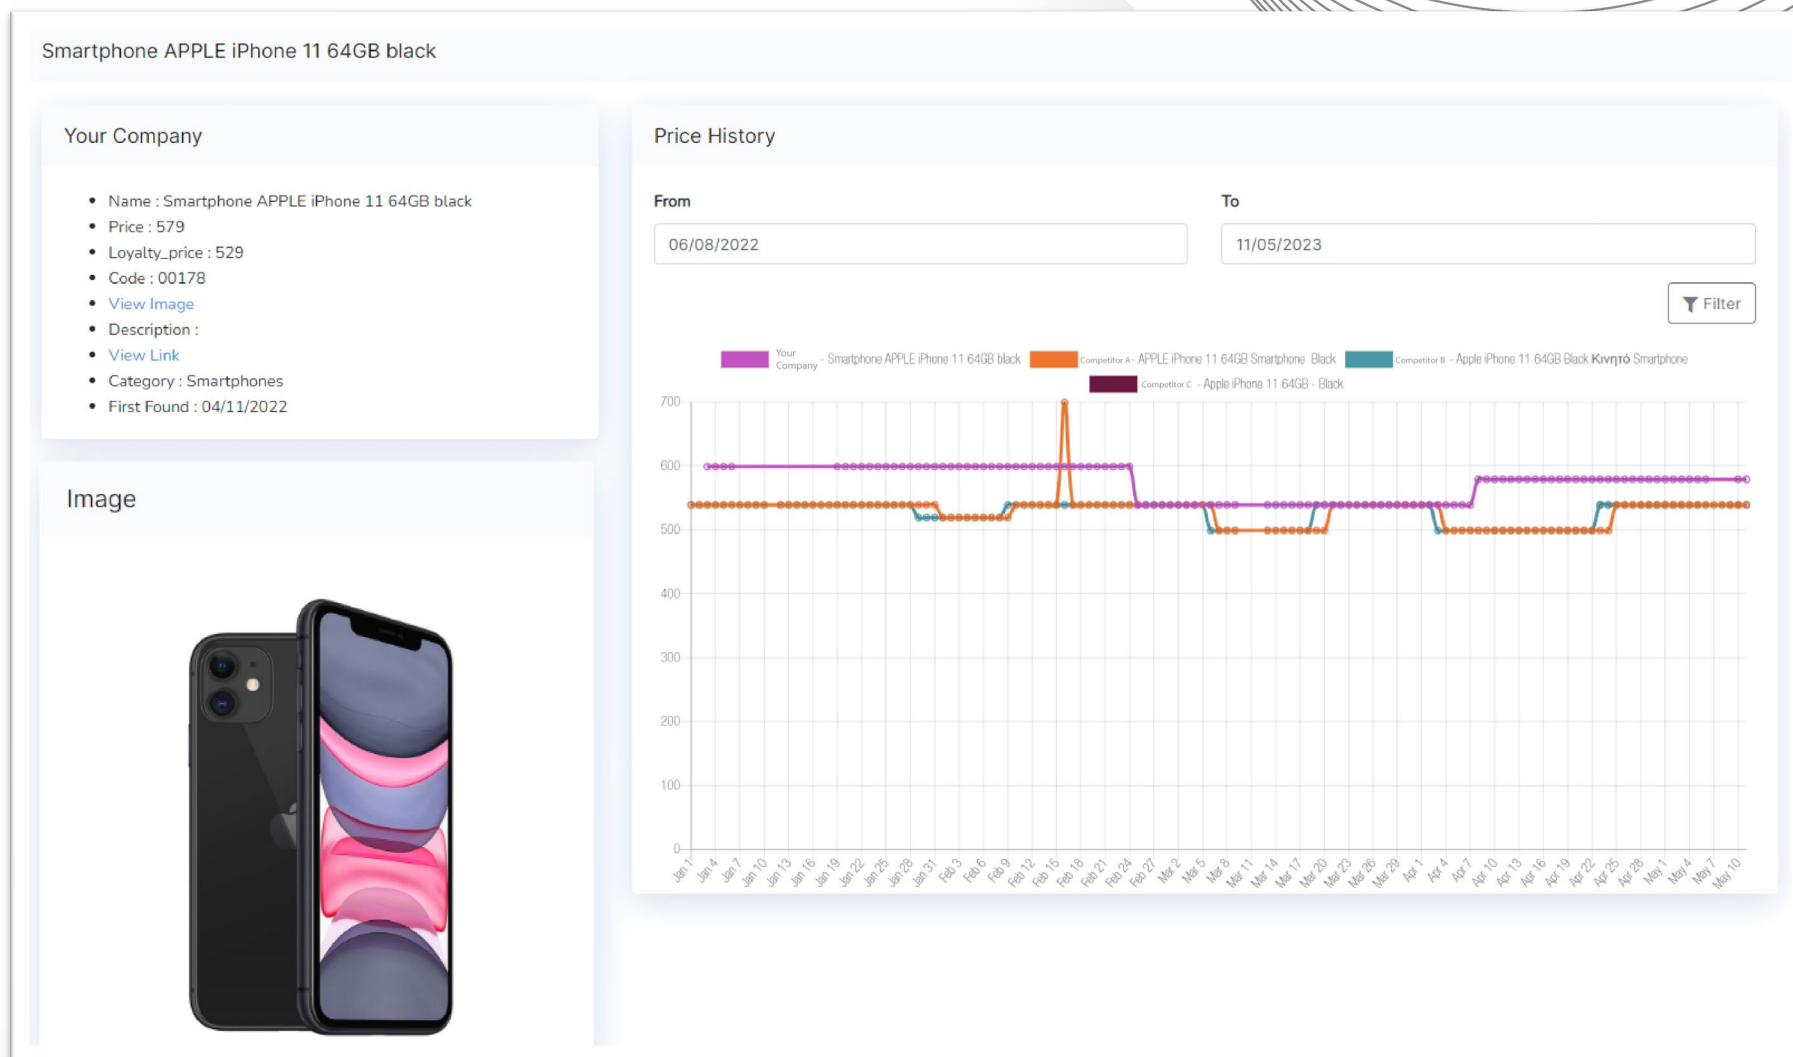 Smartphone APPLE iPhone 11 64GB black
Your Company
Name : Smartphone APPLE iPhone 11 64GB black
Price : 579
Loyalty_price : 529
Code : 00178
View Image
Description :
View Link
Category : Smartphones
First Found : 04/11/2022
Image
Price History
From
To
06/08/2022
11/05/2023
Filter
Your Company - Smartphone APPLE iPhone 11 64GB black
Competitor A - APPLE iPhone 11 64GB Smartphone Black
Competitor B - Apple iPhone 11 64GB Black Κινητό Smartphone
Competitor C - Apple iPhone 11 64GB - Black
700
600
500
400
300
200
100
0
Jan 1
Jan 4
Jan 7
Jan 10
Jan 13
Jan 16
Jan 19
Jan 22
Jan 25
Jan 28
Jan 31
Feb 3
Feb 6
Feb 9
Feb 12
Feb 15
Feb 18
Feb 21
Feb 24
Feb 27
Mar 2
Mar 5
Mar 8
Mar 11
Mar 14
Mar 17
Mar 20
Mar 23
Mar 26
Mar 29
Apr 1
Apr 4
Apr 7
Apr 10
Apr 13
Apr 16
Apr 19
Apr 22
Apr 25
Apr 28
May 1
May 4
May 7
May 10